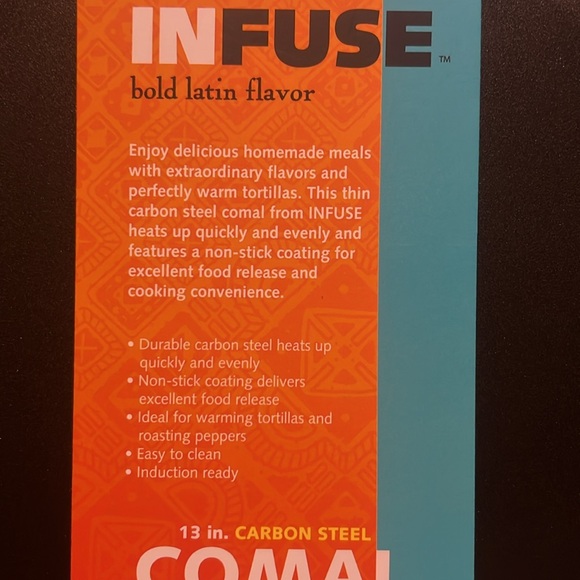 INFUSE™
bold latin flavor
Enjoy delicious homemade meals
with extraordinary flavors and
perfectly warm tortillas. This thin
carbon steel comal from INFUSE
heats up quickly and evenly and
features a non-stick coating for
excellent food release and
cooking convenience.
• Durable carbon steel heats up
quickly and evenly
• Non-stick coating delivers
excellent food release
• Ideal for warming tortillas and
roasting peppers
• Easy to clean
• Induction ready
13 in. CARBON STEEL
COMAL